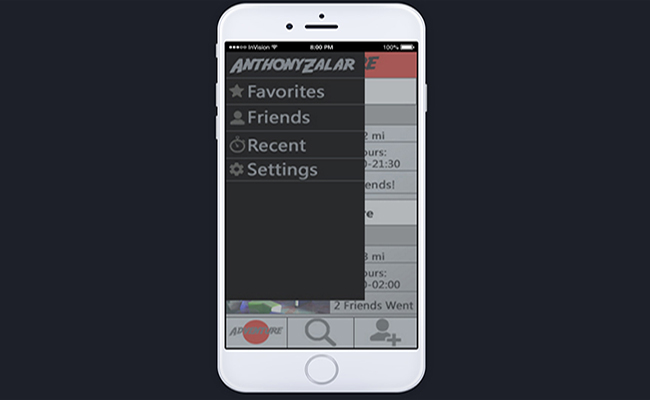 InVision 8:00 PM 100%
AnthonyZalar RE
Favorites
Friends
Recent
Settings
2 mi
ours:
0-21:30
ends!
re
3 mi
ours:
0-02:00
2 Friends Went
Adventure